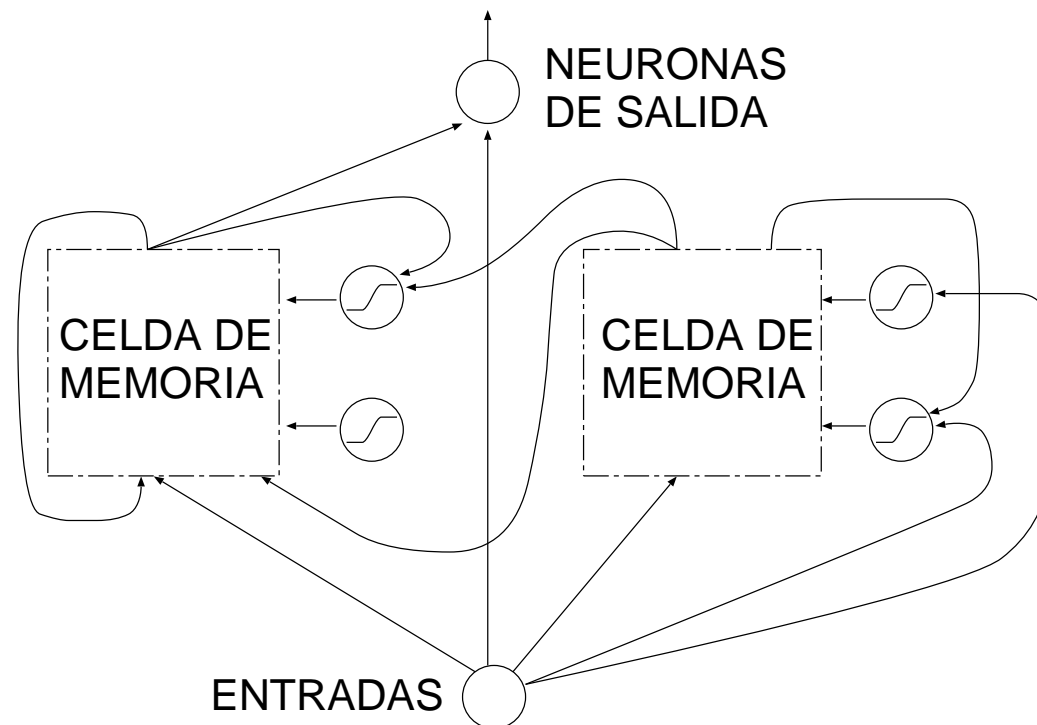 NEURONAS
DE SALIDA
CELDA DE
MEMORIA
CELDA DE
MEMORIA
ENTRADAS